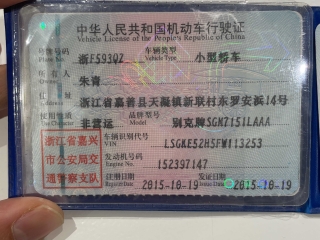 中华人民共和国机动车行驶证
Vehicle License of the People's Republic of China
号牌号码 浙FS93Q2 车辆类型 小型轿车
Plate No. Vehicle Type
所有人 朱青
Owner
住址 浙江省嘉善县天凝镇新联村东罗安浜14号
Address
使用性质 非营运 品牌型号 别克牌SGM7151LAAA
Use Character Model
浙江省嘉兴
市公安局交
通警察支队
车辆识别代号 LSGKE52H5FW113253
VIN
发动机号码 152397147
Engine No.
注册日期 2015-10-19 发证日期 2015-10-19
Register Date Issue Date